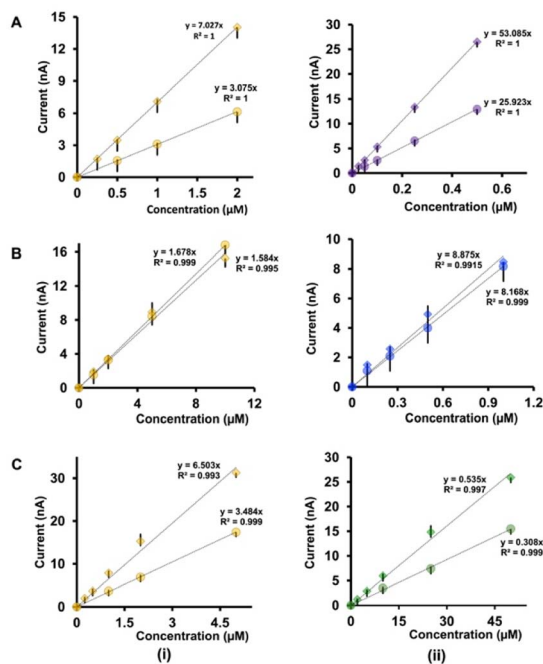 A
Current (nA)
15
12
9
6
3
0
y = 7.027x
R² = 1
y = 3.075x
R² = 1
0 0.5 1 1.5 2
Concentration (µM)
Current (nA)
30
25
20
15
10
5
0
y = 53.085x
R² = 1
y = 25.923x
R² = 1
0 0.2 0.4 0.6
Concentration (µM)
B
Current (nA)
16
12
8
4
0
y = 1.678x
R² = 0.999
y = 1.584x
R² = 0.995
0 4 8 12
Concentration (µM)
Current (nA)
10
8
6
4
2
0
y = 8.875x
R² = 0.9915
y = 8.168x
R² = 0.999
0 0.3 0.6 0.9 1.2
Concentration (µM)
C
Current (nA)
30
20
10
0
y = 6.503x
R² = 0.993
y = 3.484x
R² = 0.999
0 1.5 3 4.5
Concentration (µM)
(i)
Current (nA)
30
25
20
15
10
5
0
y = 0.535x
R² = 0.997
y = 0.308x
R² = 0.999
0 15 30 45
Concentration (µM)
(ii)